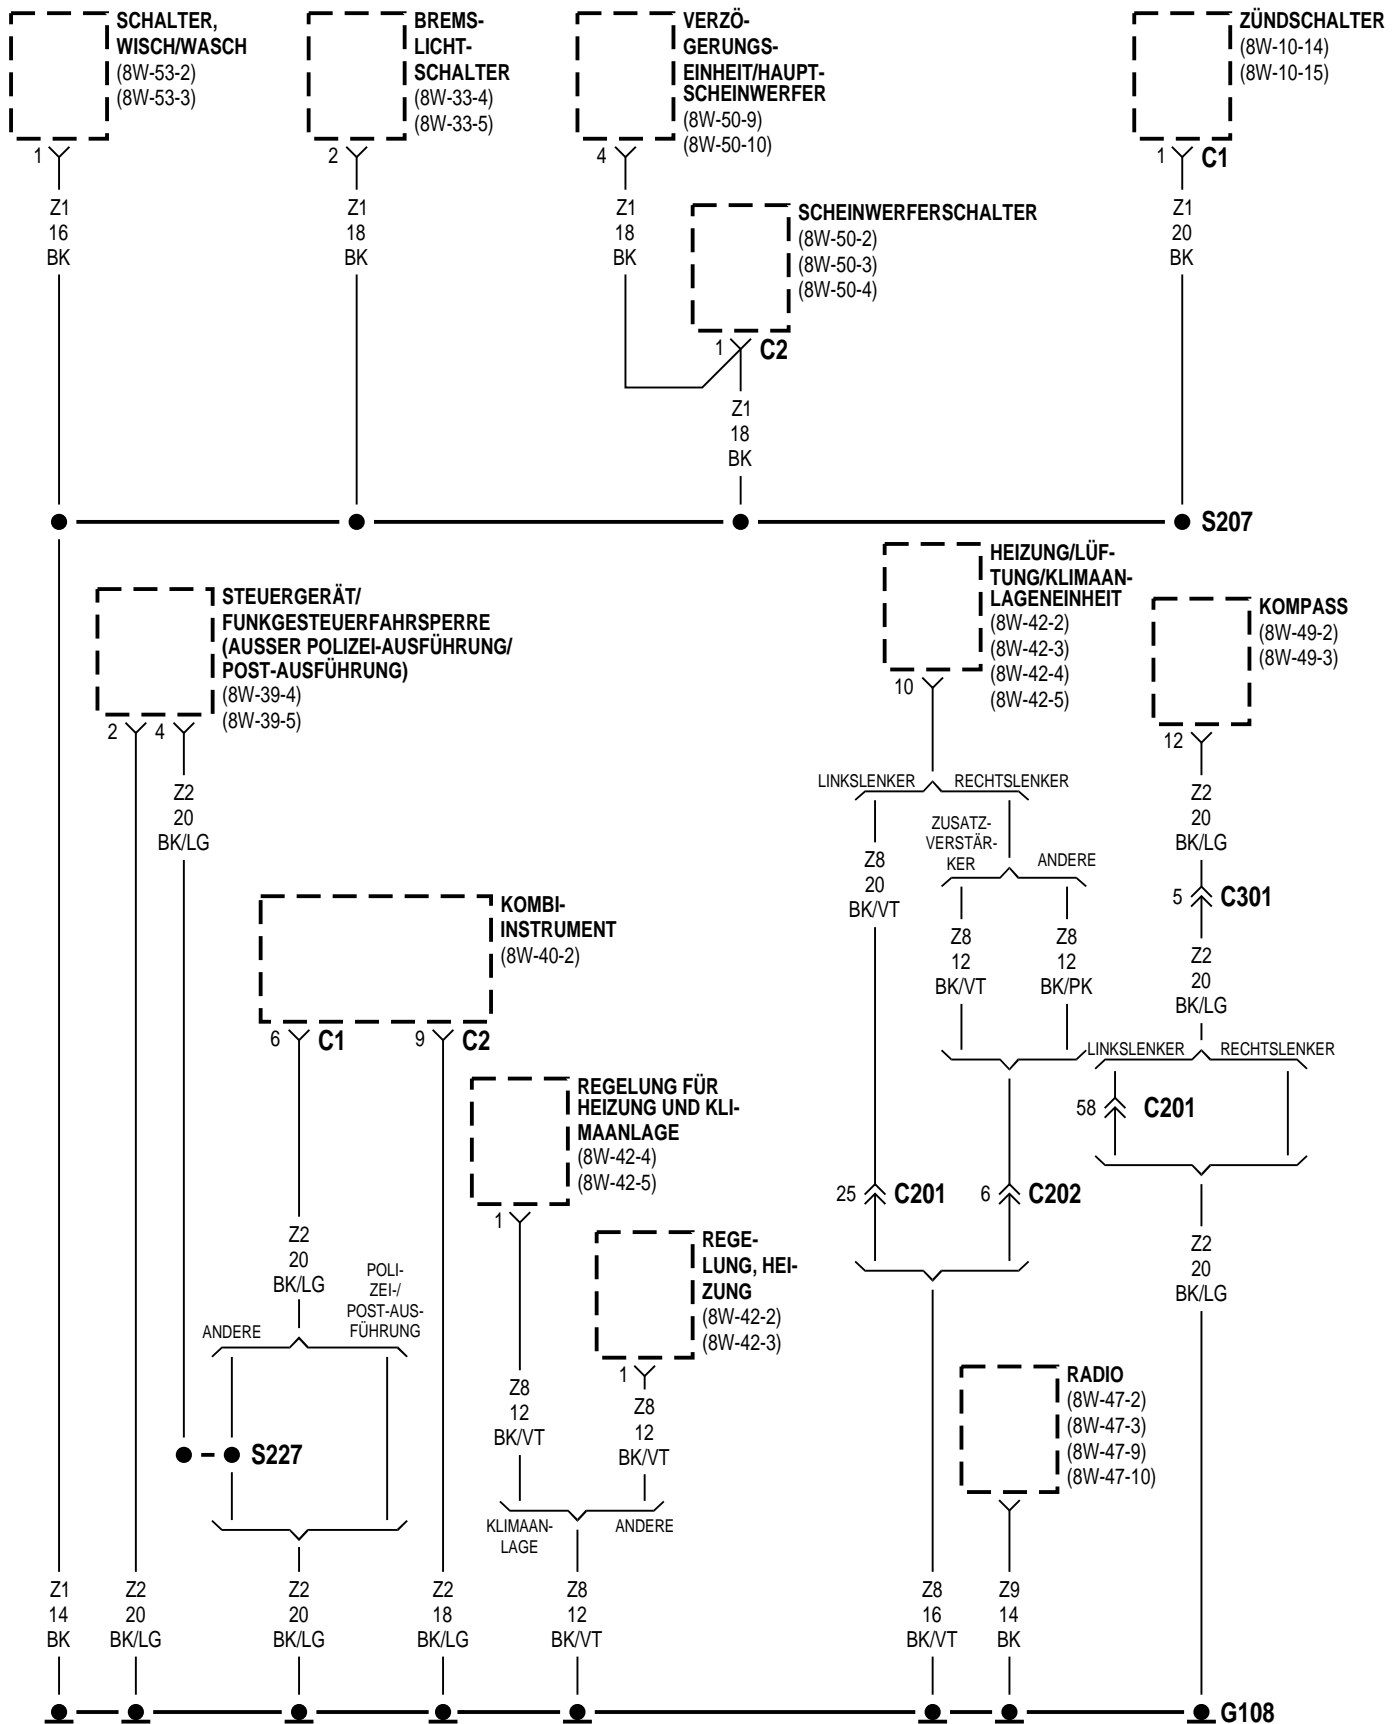 SCHALTER,
WISCH/WASCH
(8W-53-2)
(8W-53-3)
1
Z1
16
BK
BREMS-
LICHT-
SCHALTER
(8W-33-4)
(8W-33-5)
2
Z1
18
BK
VERZÖ-
GERUNGS-
EINHEIT/HAUPT-
SCHEINWERFER
(8W-50-9)
(8W-50-10)
4
Z1
18
BK
SCHEINWERFERSCHALTER
(8W-50-2)
(8W-50-3)
(8W-50-4)
1 C2
Z1
18
BK
ZÜNDSCHALTER
(8W-10-14)
(8W-10-15)
1 C1
Z1
20
BK
S207
STEUERGERÄT/
FUNKGESTEUERFAHRSPERRE
(AUSSER POLIZEI-AUSFÜHRUNG/
POST-AUSFÜHRUNG)
(8W-39-4)
(8W-39-5)
2 4
Z2
20
BK/LG
HEIZUNG/LÜF-
TUNG/KLIMAAN-
LAGENEINHEIT
(8W-42-2)
(8W-42-3)
(8W-42-4)
(8W-42-5)
10
LINKSLENKER RECHTSLENKER
Z8
20
BK/VT
ZUSATZ-
VERSTÄR-
KER
ANDERE
Z8
12
BK/VT
Z8
12
BK/PK
KOMPASS
(8W-49-2)
(8W-49-3)
12
Z2
20
BK/LG
5 C301
Z2
20
BK/LG
LINKSLENKER RECHTSLENKER
58 C201
KOMBI-
INSTRUMENT
(8W-40-2)
6 C1
9 C2
REGELUNG FÜR
HEIZUNG UND KLI-
MAANLAGE
(8W-42-4)
(8W-42-5)
1
25 C201
6 C202
Z2
20
BK/LG
REGE-
LUNG, HEI-
ZUNG
(8W-42-2)
(8W-42-3)
1
Z2
20
BK/LG
ANDERE
POLI-
ZEI-/
POST-AUS-
FÜHRUNG
S227
Z8
12
BK/VT
Z8
12
BK/VT
KLIMAAN-
LAGE
ANDERE
RADIO
(8W-47-2)
(8W-47-3)
(8W-47-9)
(8W-47-10)
Z1
14
BK
Z2
20
BK/LG
Z2
20
BK/LG
Z2
18
BK/LG
Z8
12
BK/VT
Z8
16
BK/VT
Z9
14
BK
G108